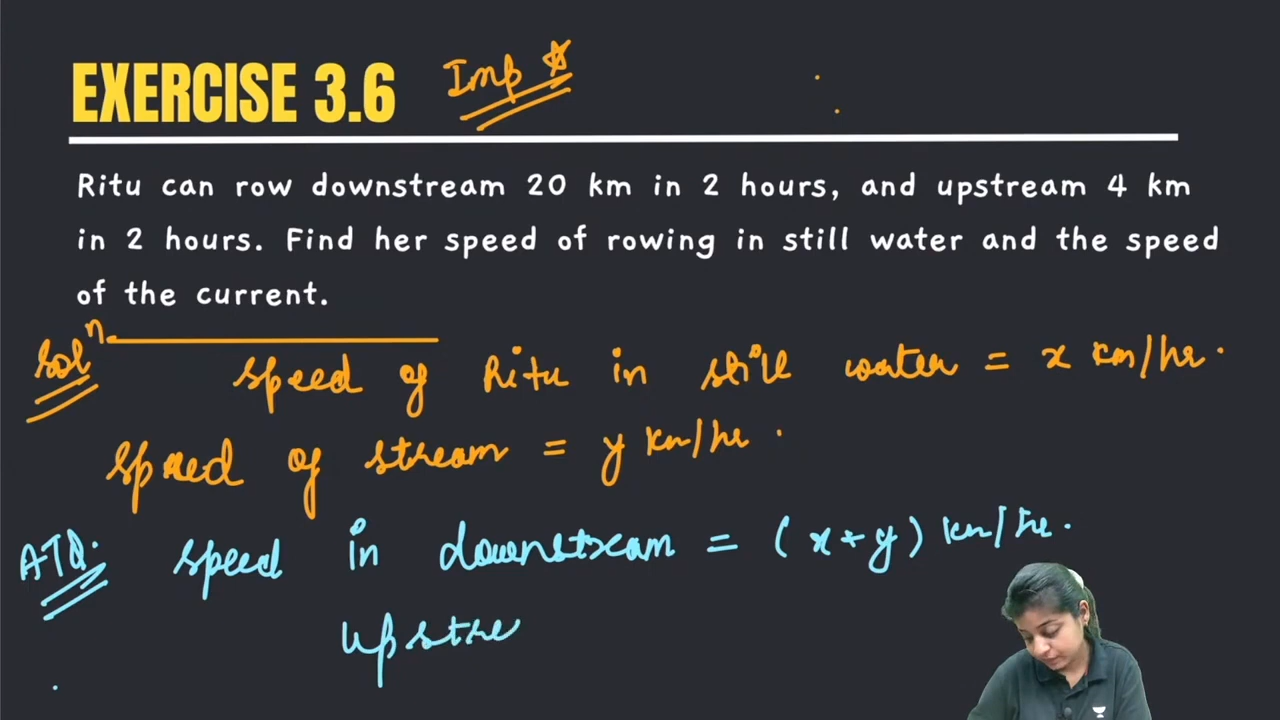 EXERCISE 3.6 Imp
Ritu can row downstream 20 km in 2 hours, and upstream 4 km
in 2 hours. Find her speed of rowing in still water and the speed
of the current.
Solⁿ. Speed of Ritu in still water = x km/hr.
Speed of stream = y km/hr.
ATQ. Speed in downstream = (x+y) km/hr.
Upstre